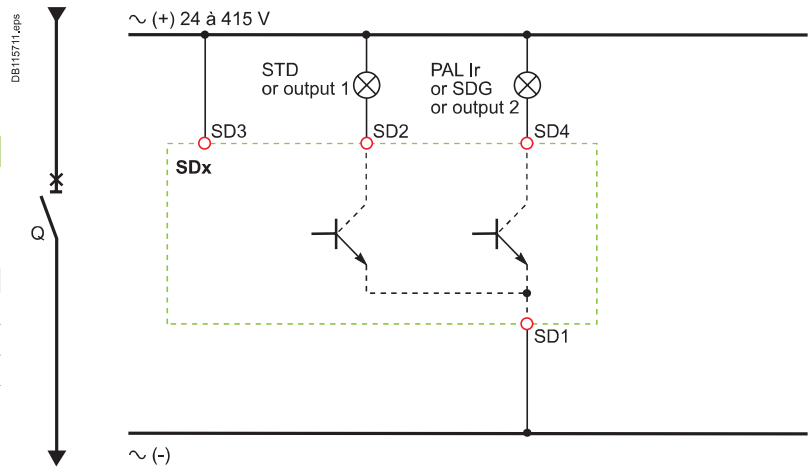 DB115711.eps
∼ (+) 24 à 415 V
STD
or output 1
PAL Ir
or SDG
or output 2
SD3
SD2
SD4
SDx
Q
SD1
∼ (-)